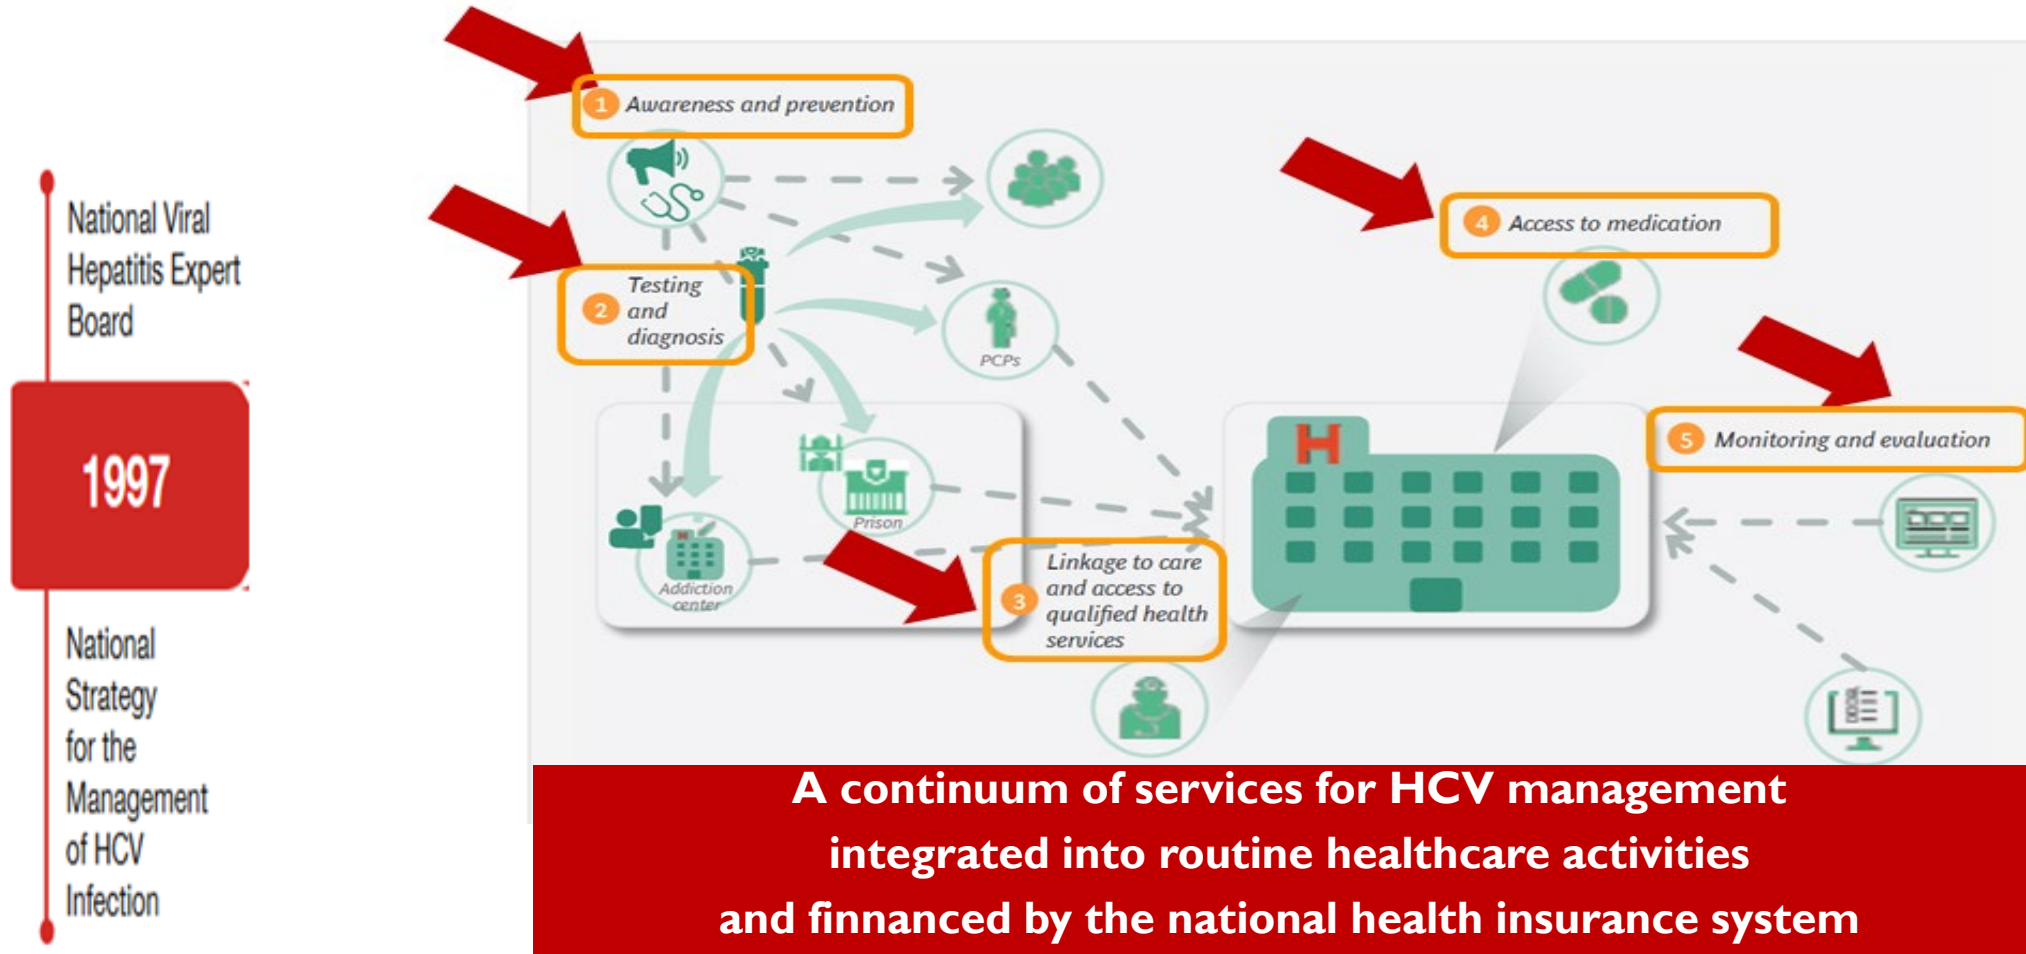 National Viral
Hepatitis Expert
Board
1997
National
Strategy
for the
Management
of HCV
Infection
1 Awareness and prevention
2 Testing
and
diagnosis
PCPs
Prison
H
Addiction
center
3 Linkage to care
and access to
qualified health
services
4 Access to medication
H
5 Monitoring and evaluation
A continuum of services for HCV management
integrated into routine healthcare activities
and finnanced by the national health insurance system